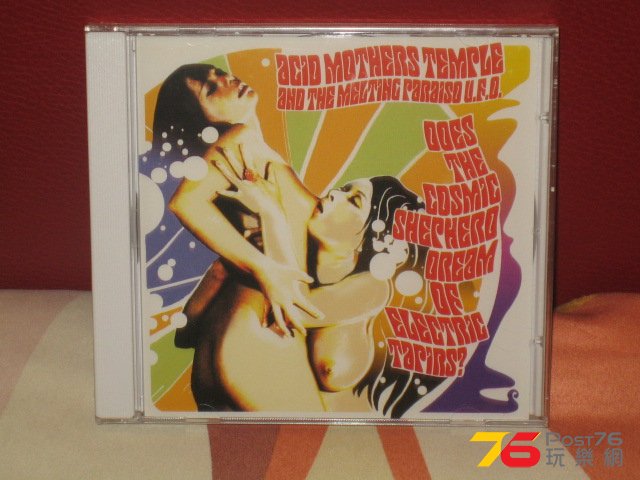 ACID MOTHERS TEMPLE
AND THE MELTING PARAISO U.F.O.
DOES
THE
COSMIC
SHEPHERD
DREAM
OF
ELECTRIC
TAPIRS?
76 POST76
玩樂網